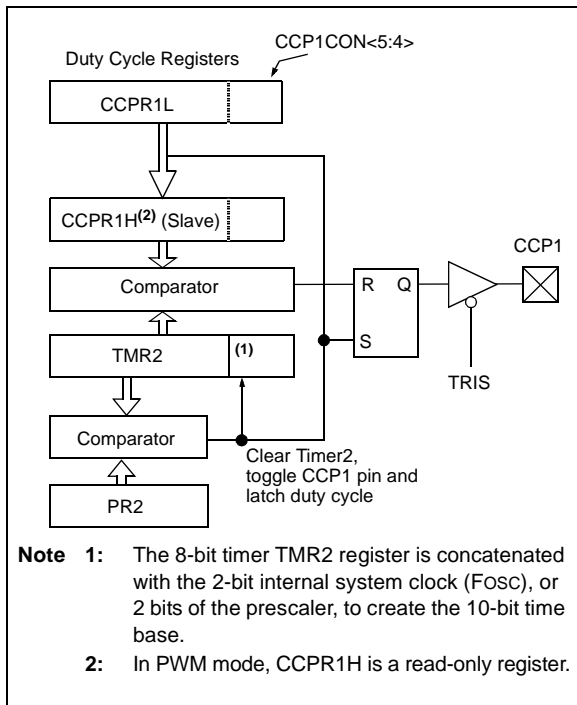 CCP1CON<5:4>
Duty Cycle Registers
CCPR1L
CCPR1H(2) (Slave)
CCP1
Comparator
R Q
TMR2 (1)
S
TRIS
Comparator
Clear Timer2,
toggle CCP1 pin and
latch duty cycle
PR2
Note 1: The 8-bit timer TMR2 register is concatenated
with the 2-bit internal system clock (FOSC), or
2 bits of the prescaler, to create the 10-bit time
base.
2: In PWM mode, CCPR1H is a read-only register.